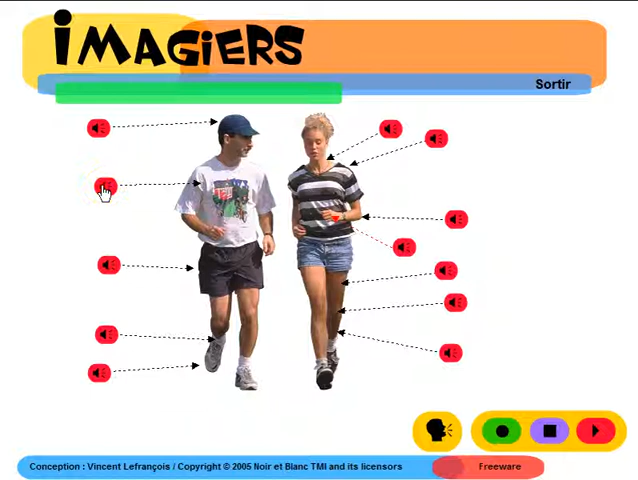 iMAGiERS
Sortir
Conception : Vincent Lefrançois / Copyright © 2005 Noir et Blanc TMI and its licensors
Freeware